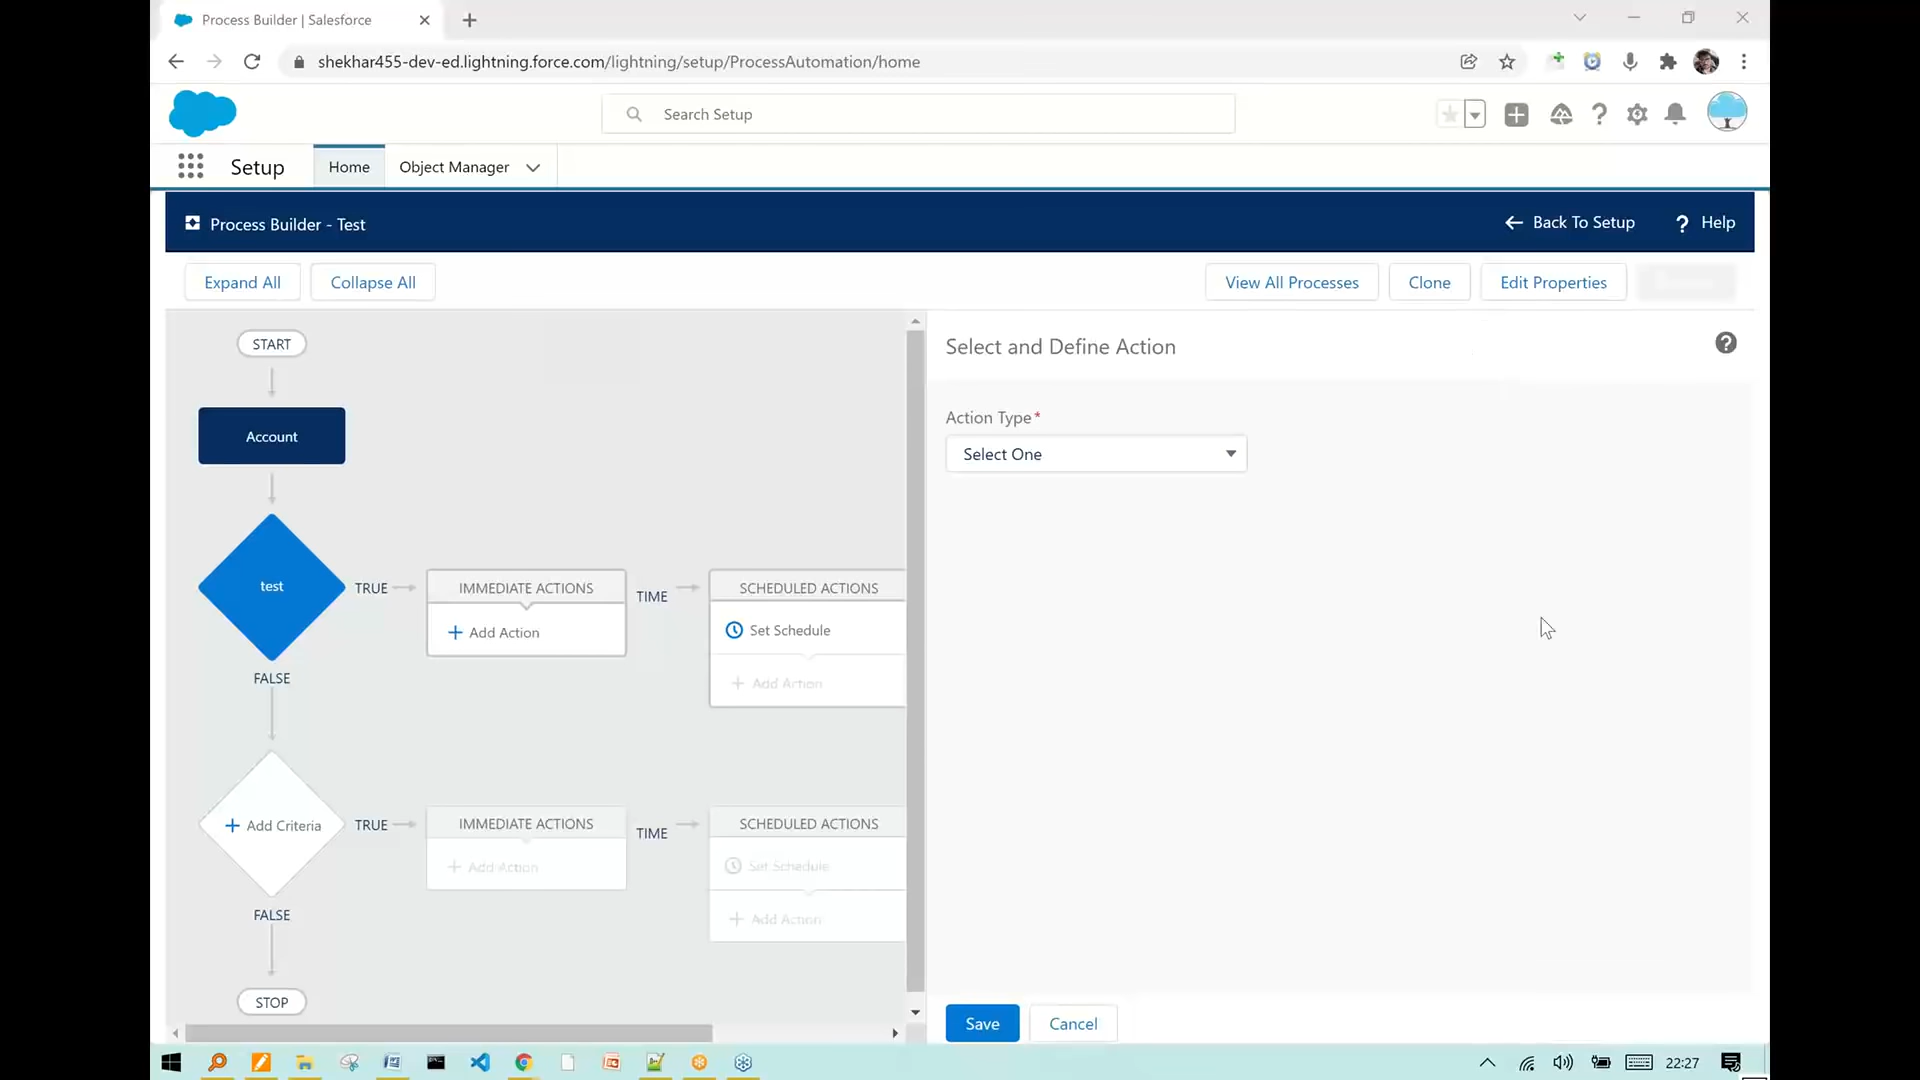 Process Builder | Salesforce
shekhar455-dev-ed.lightning.force.com/lightning/setup/ProcessAutomation/home
Search Setup
Setup
Home
Object Manager
Process Builder - Test
Back To Setup
Help
Expand All
Collapse All
View All Processes
Clone
Edit Properties
START
Account
test
TRUE
IMMEDIATE ACTIONS
Add Action
TIME
SCHEDULED ACTIONS
Set Schedule
Add Action
FALSE
Add Criteria
TRUE
IMMEDIATE ACTIONS
Add Action
TIME
SCHEDULED ACTIONS
Set Schedule
Add Action
FALSE
STOP
Select and Define Action
Action Type*
Select One
Save
Cancel
22:27